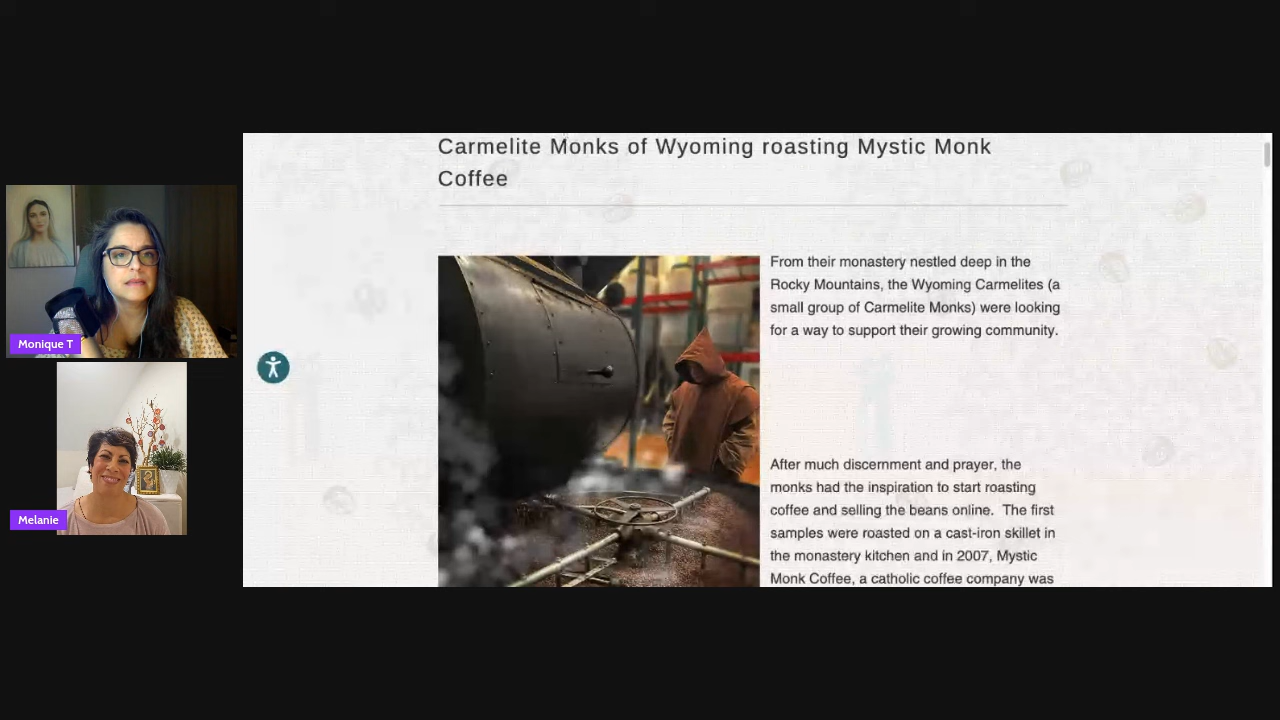 Carmelite Monks of Wyoming roasting Mystic Monk
Coffee
From their monastery nestled deep in the
Rocky Mountains, the Wyoming Carmelites (a
small group of Carmelite Monks) were looking
for a way to support their growing community.
After much discernment and prayer, the
monks had the inspiration to start roasting
coffee and selling the beans online.  The first
samples were roasted on a cast-iron skillet in
the monastery kitchen and in 2007, Mystic
Monk Coffee, a catholic coffee company was
Monique T
Melanie